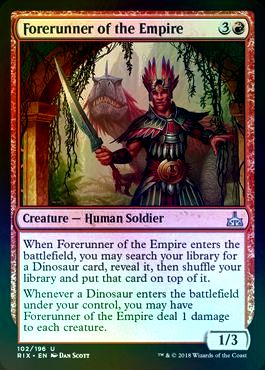 Forerunner of the Empire 3
Creature — Human Soldier
When Forerunner of the Empire enters the
battlefield, you may search your library for
a Dinosaur card, reveal it, then shuffle your
library and put that card on top of it.
Whenever a Dinosaur enters the battlefield
under your control, you may have
Forerunner of the Empire deal 1 damage
to each creature.
1/3
102/196 U
RIX • EN DAN SCOTT
™ & © 2018 Wizards of the Coast